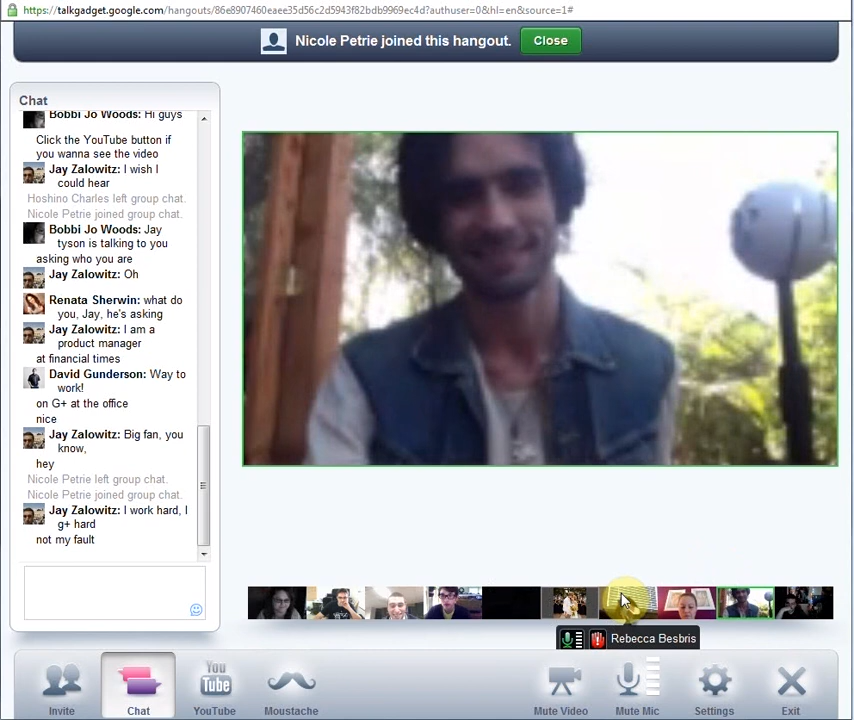 https://talkgadget.google.com/hangouts/86e8907460eaee35d56c2d5943f82bdb9969ec4d?authuser=0&hl=en&source=1#
Nicole Petrie joined this hangout. Close
Chat
Bobbi Jo Woods: Hi guys
Click the YouTube button if
you wanna see the video
Jay Zalowitz: I wish I
could hear
Hoshino Charles left group chat.
Nicole Petrie joined group chat.
Bobbi Jo Woods: Jay
tyson is talking to you
asking who you are
Jay Zalowitz: Oh
Renata Sherwin: what do
you, Jay, he's asking
Jay Zalowitz: I am a
product manager
at financial times
David Gunderson: Way to
work!
on G+ at the office
nice
Jay Zalowitz: Big fan, you
know,
hey
Nicole Petrie left group chat.
Nicole Petrie joined group chat.
Jay Zalowitz: I work hard, I
g+ hard
not my fault
Rebecca Besbris
Invite
Chat
You
Tube
YouTube
Moustache
Mute Video
Mute Mic
Settings
Exit